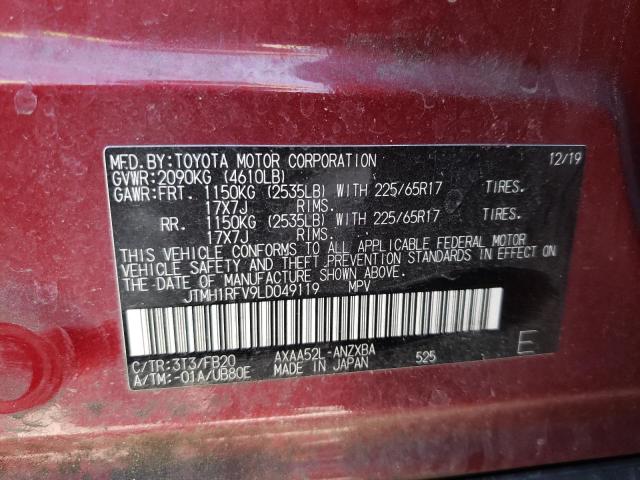 MFD.BY:TOYOTA MOTOR CORPORATION 12/19
GVWR:2090KG (4610LB)
GAWR:FRT. 1150KG (2535LB) WITH 225/65R17 TIRES.
17X7J RIMS.
RR. 1150KG (2535LB) WITH 225/65R17 TIRES.
17X7J RIMS.
THIS VEHICLE CONFORMS TO ALL APPLICABLE FEDERAL MOTOR
VEHICLE SAFETY AND THEFT PREVENTION STANDARDS IN EFFECT ON
THE DATE OF MANUFACTURE SHOWN ABOVE.
JTMH1RFV9LD049119 MPV
C/TR:3T3/FB20 AXAA52L-ANZXBA 525 E
A/TM:-01A/UB80E MADE IN JAPAN